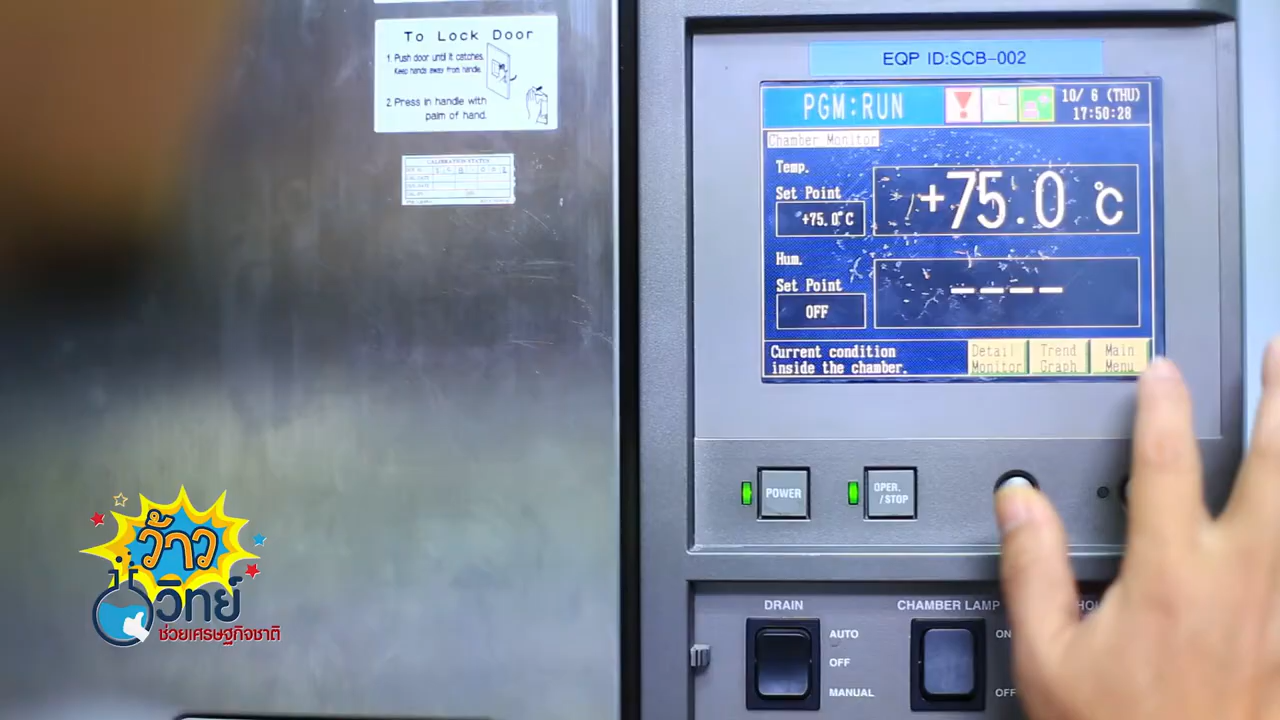 To Lock Door
1. Push door until it catches.
Keep hands away from handle.
2. Press in handle with
palm of hand.
CALIBRATION STATUS
EQP ID:SCB-002
PGM:RUN
10/ 6 (THU)
17:50:28
Chamber Monitor
Temp.
Set Point
+75.0℃
+75.0 ℃
Hum.
Set Point
OFF
----
Current condition
inside the chamber.
Detail
Monitor
Trend
Graph
Main
Menu
POWER
OPER.
/STOP
DRAIN
AUTO
OFF
MANUAL
CHAMBER LAMP
ON
OFF
ว้าว
วิทย์
ช่วยเศรษฐกิจชาติ